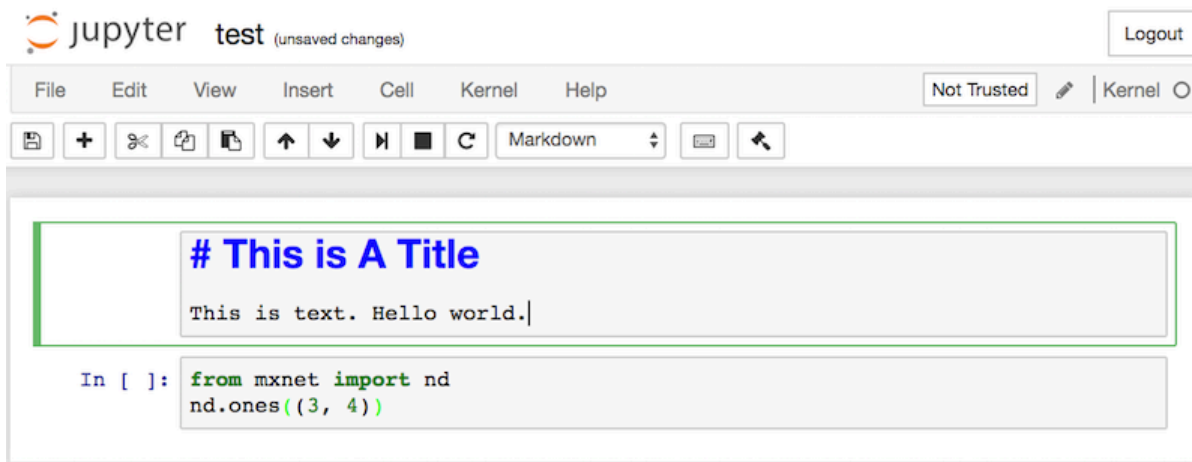 jupyter test (unsaved changes) Logout
File Edit View Insert Cell Kernel Help Not Trusted Kernel
Markdown
# This is A Title
This is text. Hello world.
In [ ]: from mxnet import nd
nd.ones((3, 4))